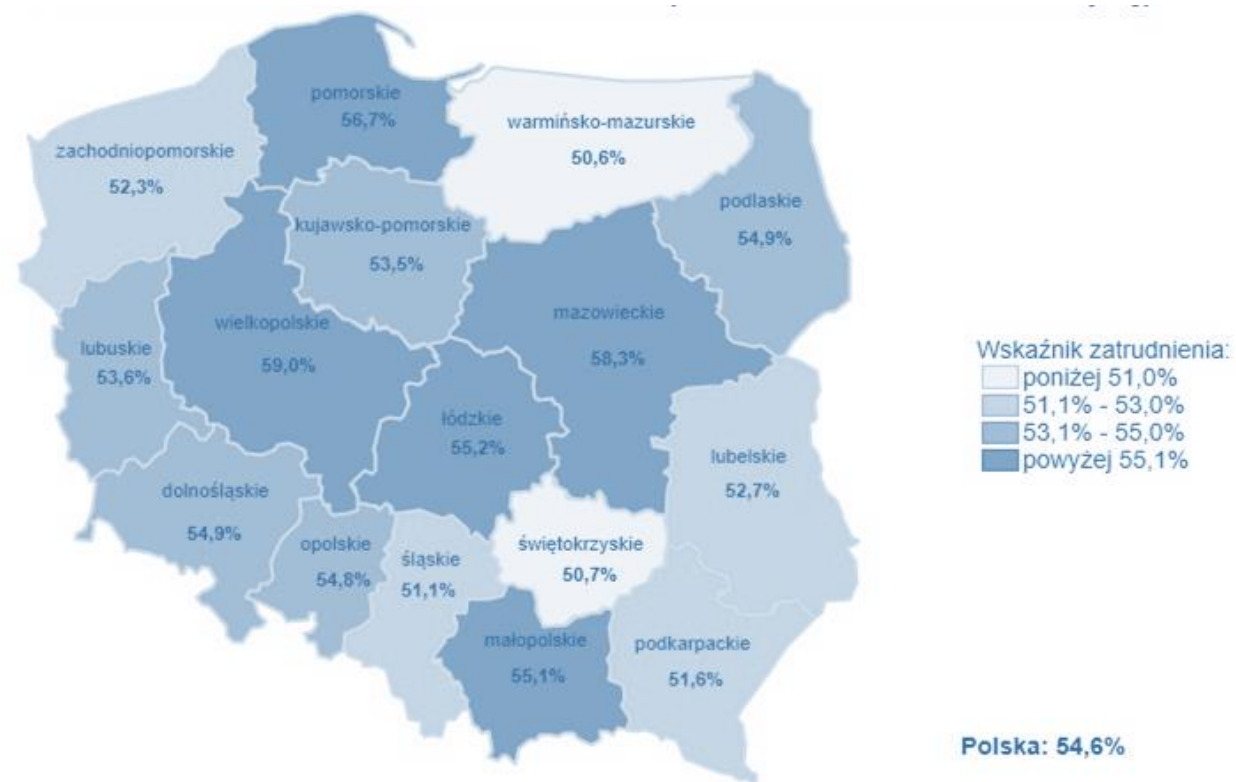 pomorskie
56,7%
warmińsko-mazurskie
50,6%
zachodniopomorskie
52,3%
podlaskie
54,9%
kujawsko-pomorskie
53,5%
mazowieckie
58,3%
wielkopolskie
59,0%
lubuskie
53,6%
łódzkie
55,2%
lubelskie
52,7%
dolnośląskie
54,9%
opolskie
54,8%
śląskie
51,1%
świętokrzyskie
50,7%
małopolskie
55,1%
podkarpackie
51,6%
Wskaźnik zatrudnienia:
poniżej 51,0%
51,1% - 53,0%
53,1% - 55,0%
powyżej 55,1%
Polska: 54,6%